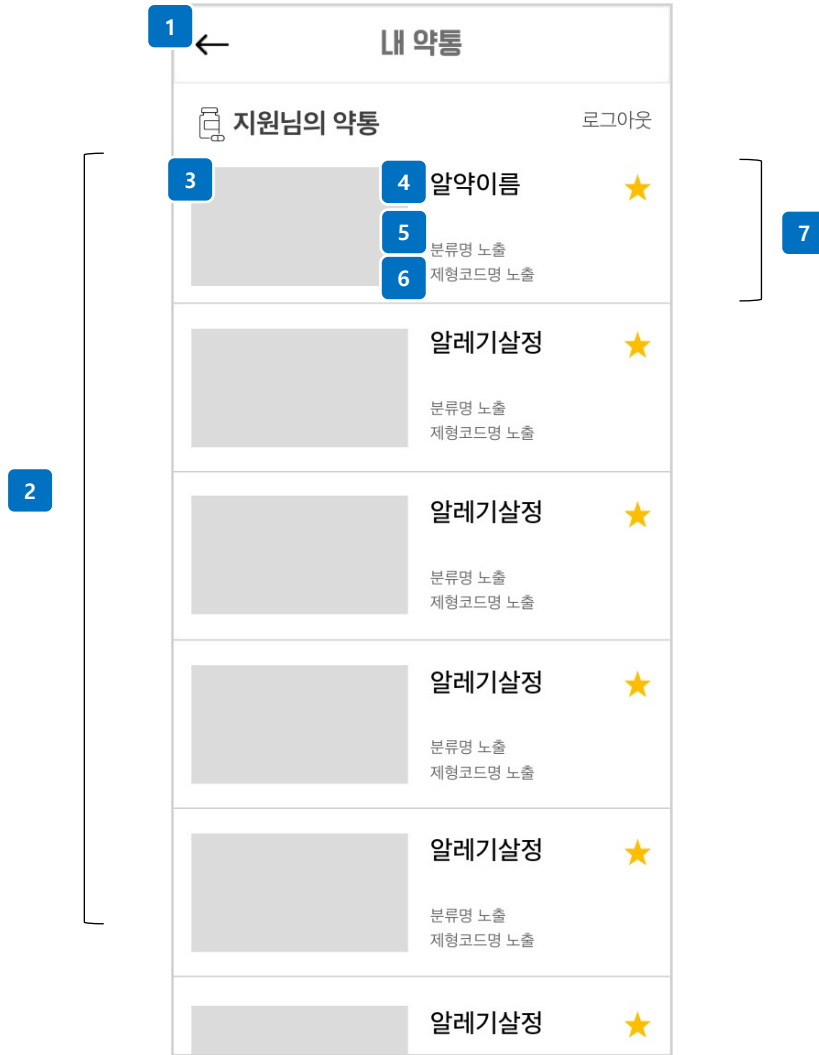 1
내 약통
지원님의 약통
로그아웃
2
3
4
알약이름
5
분류명 노출
6
제형코드명 노출
7
알레기살정
분류명 노출
제형코드명 노출
알레기살정
분류명 노출
제형코드명 노출
알레기살정
분류명 노출
제형코드명 노출
알레기살정
분류명 노출
제형코드명 노출
알레기살정